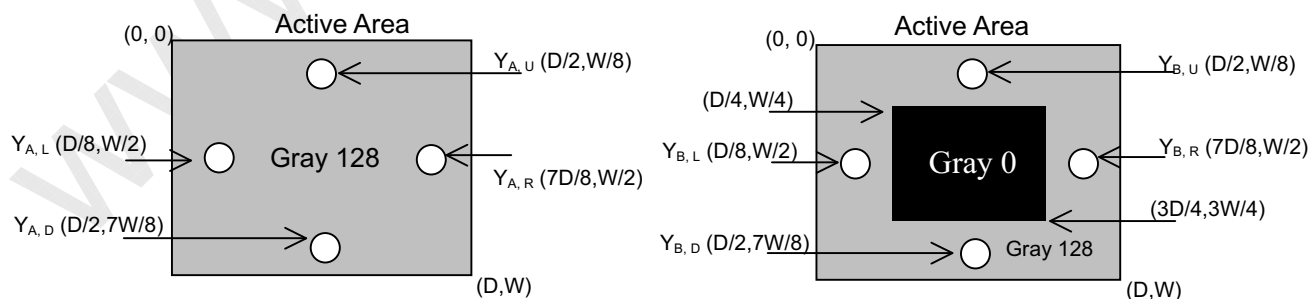 Active Area
(0, 0)
Y_A, U (D/2,W/8)
Y_A, L (D/8,W/2)
Gray 128
Y_A, R (7D/8,W/2)
Y_A, D (D/2,7W/8)
(D,W)
Active Area
(0, 0)
Y_B, U (D/2,W/8)
(D/4,W/4)
Y_B, L (D/8,W/2)
Gray 0
Y_B, R (7D/8,W/2)
(3D/4,3W/4)
Y_B, D (D/2,7W/8)
Gray 128
(D,W)